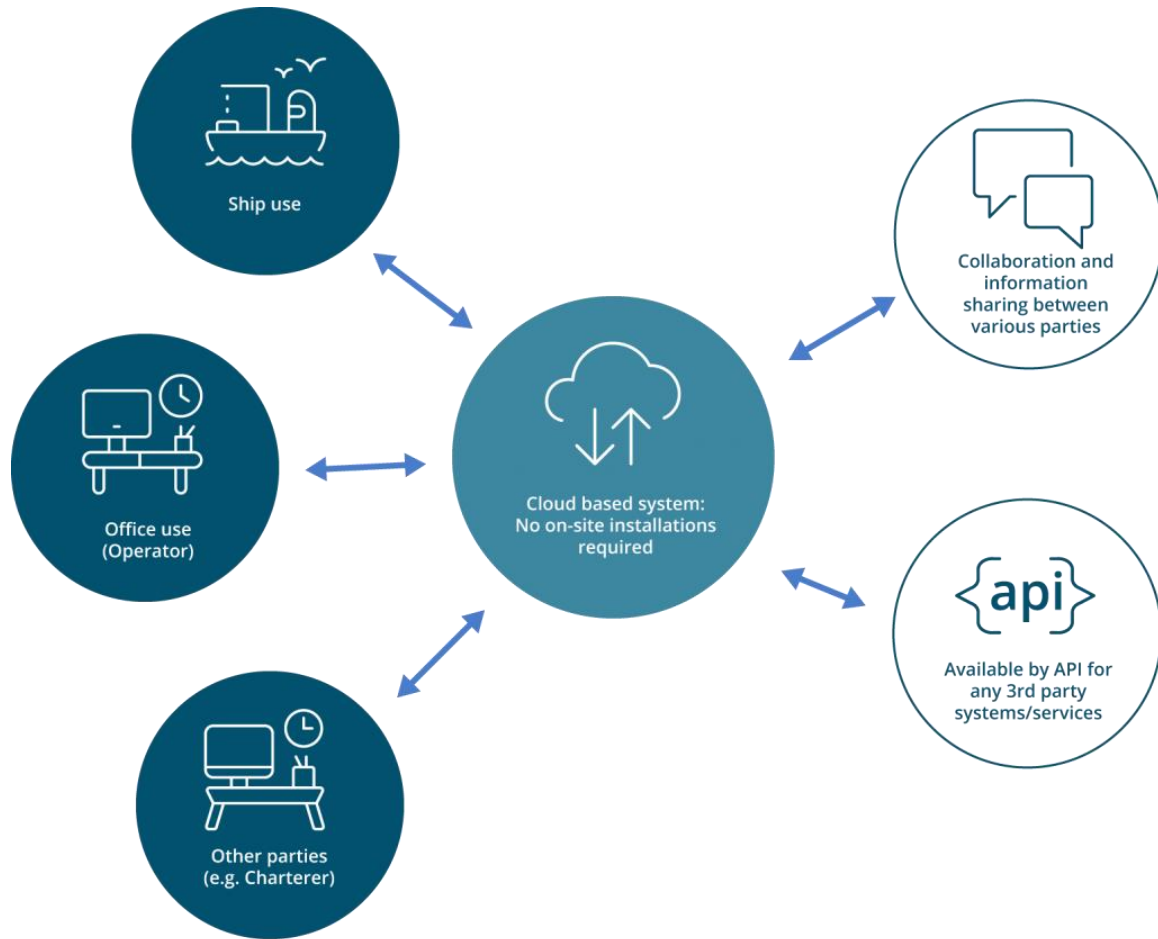 Ship use
Office use
(Operator)
Other parties
(e.g. Charterer)
Cloud based system:
No on-site installations
required
Collaboration and
information
sharing between
various parties
{api}
Available by API for
any 3rd party
systems/services